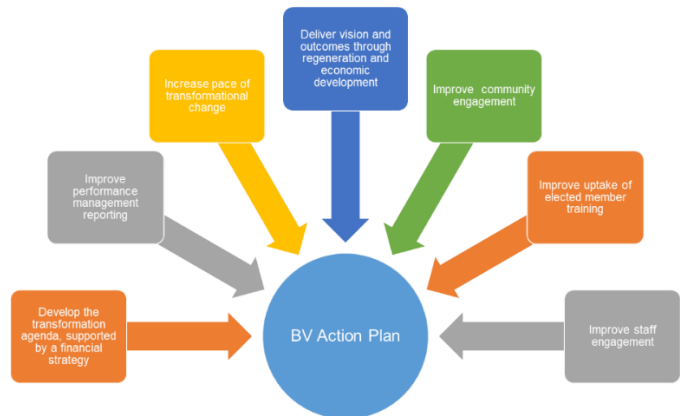 Deliver vision and
outcomes through
regeneration and
economic
development
Increase pace of
transformational
change
Improve community
engagement
Improve
performance
management
reporting
Improve uptake of
elected member
training
Develop the
transformation
agenda, supported
by a financial
strategy
BV Action Plan
Improve staff
engagement